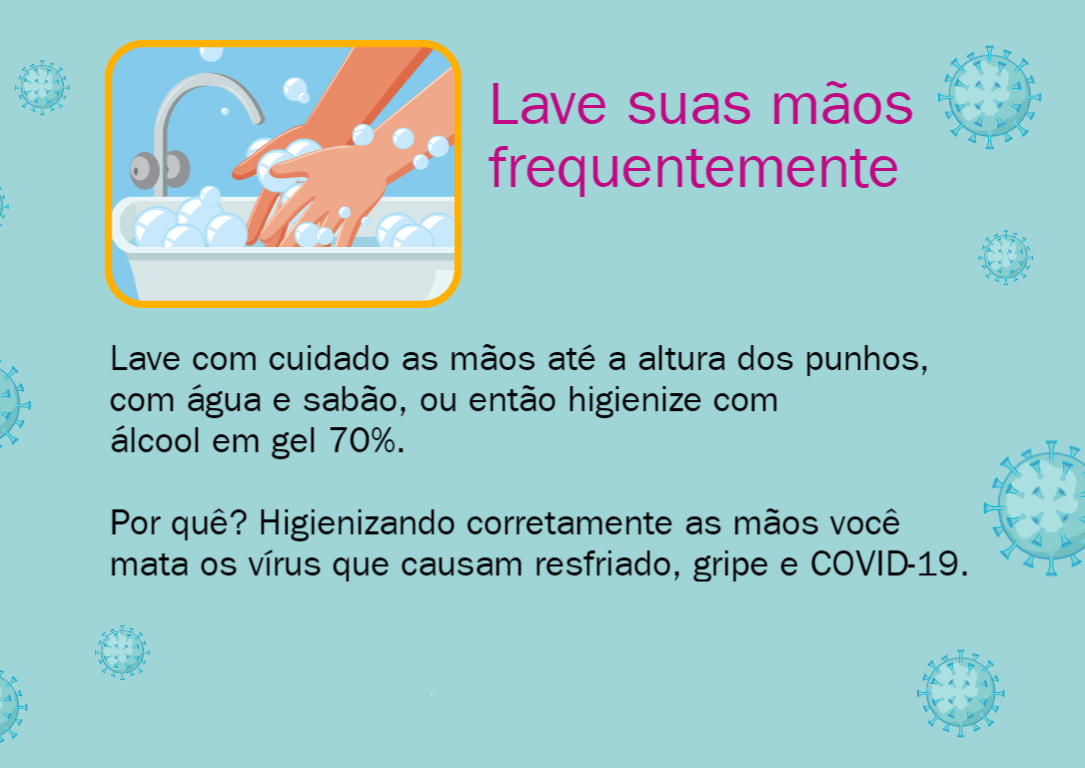 Lave suas mãos
frequentemente
Lave com cuidado as mãos até a altura dos punhos,
com água e sabão, ou então higienize com
álcool em gel 70%.
Por quê? Higienizando corretamente as mãos você
mata os vírus que causam resfriado, gripe e COVID-19.